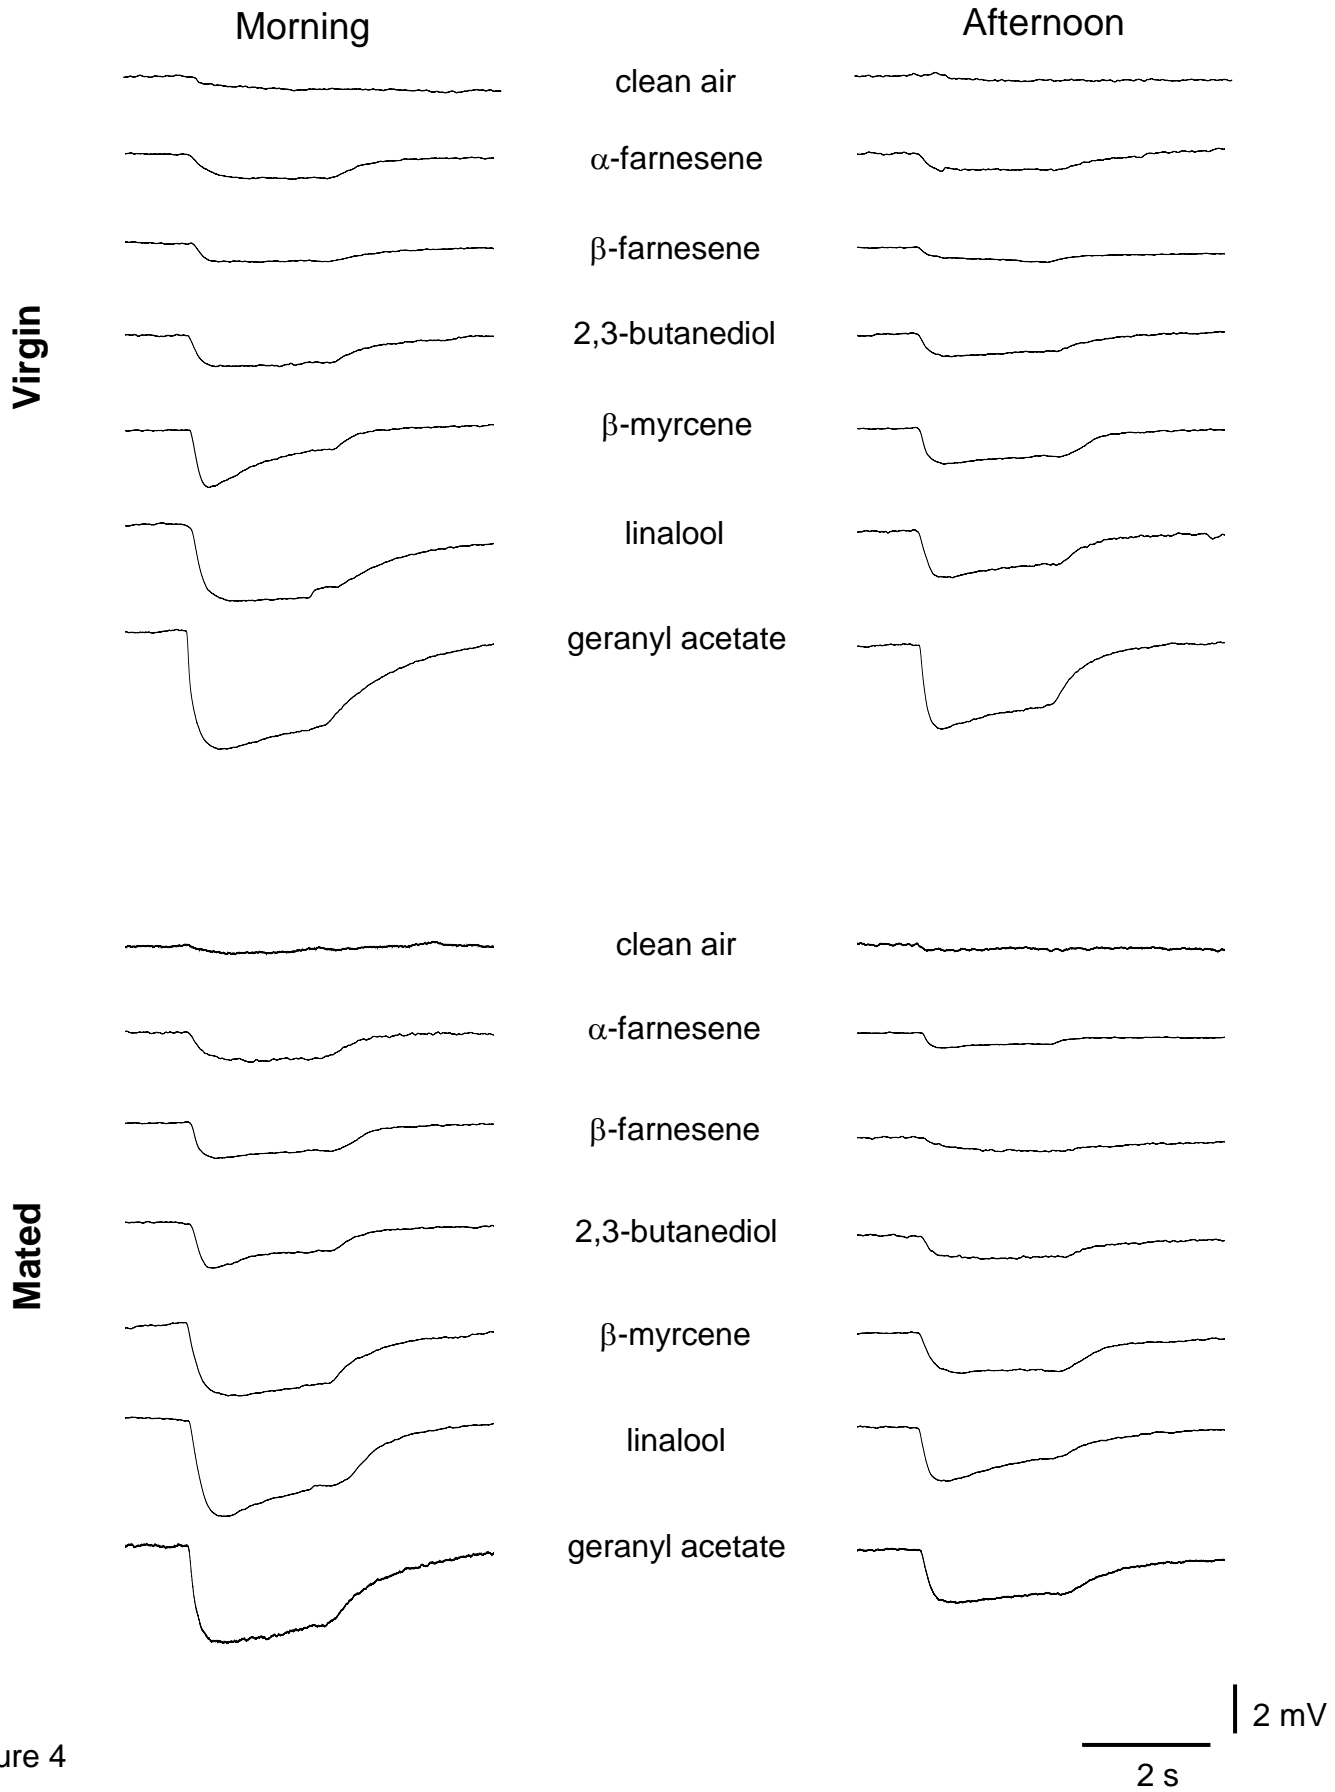 Morning
Afternoon
Virgin
clean air
α-farnesene
β-farnesene
2,3-butanediol
β-myrcene
linalool
geranyl acetate
Mated
clean air
α-farnesene
β-farnesene
2,3-butanediol
β-myrcene
linalool
geranyl acetate
2 mV
2 s
ure 4